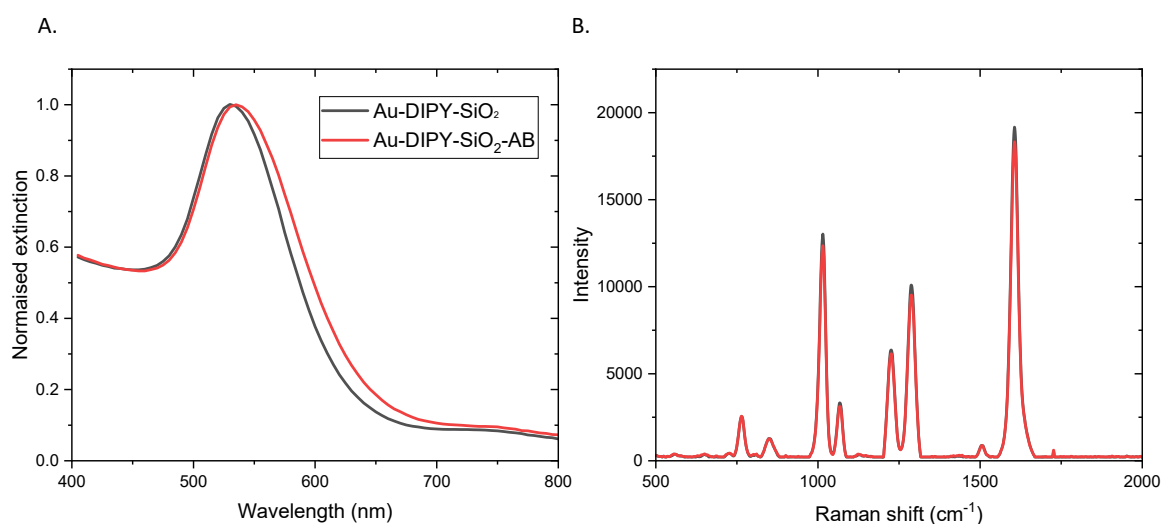 A.
B.
Au-DIPY-SiO₂
Au-DIPY-SiO₂-AB
1.0
0.8
0.6
0.4
0.2
0.0
Normaised extinction
400 500 600 700 800
Wavelength (nm)
20000
15000
10000
5000
0
Intensity
500 1000 1500 2000
Raman shift (cm⁻¹)